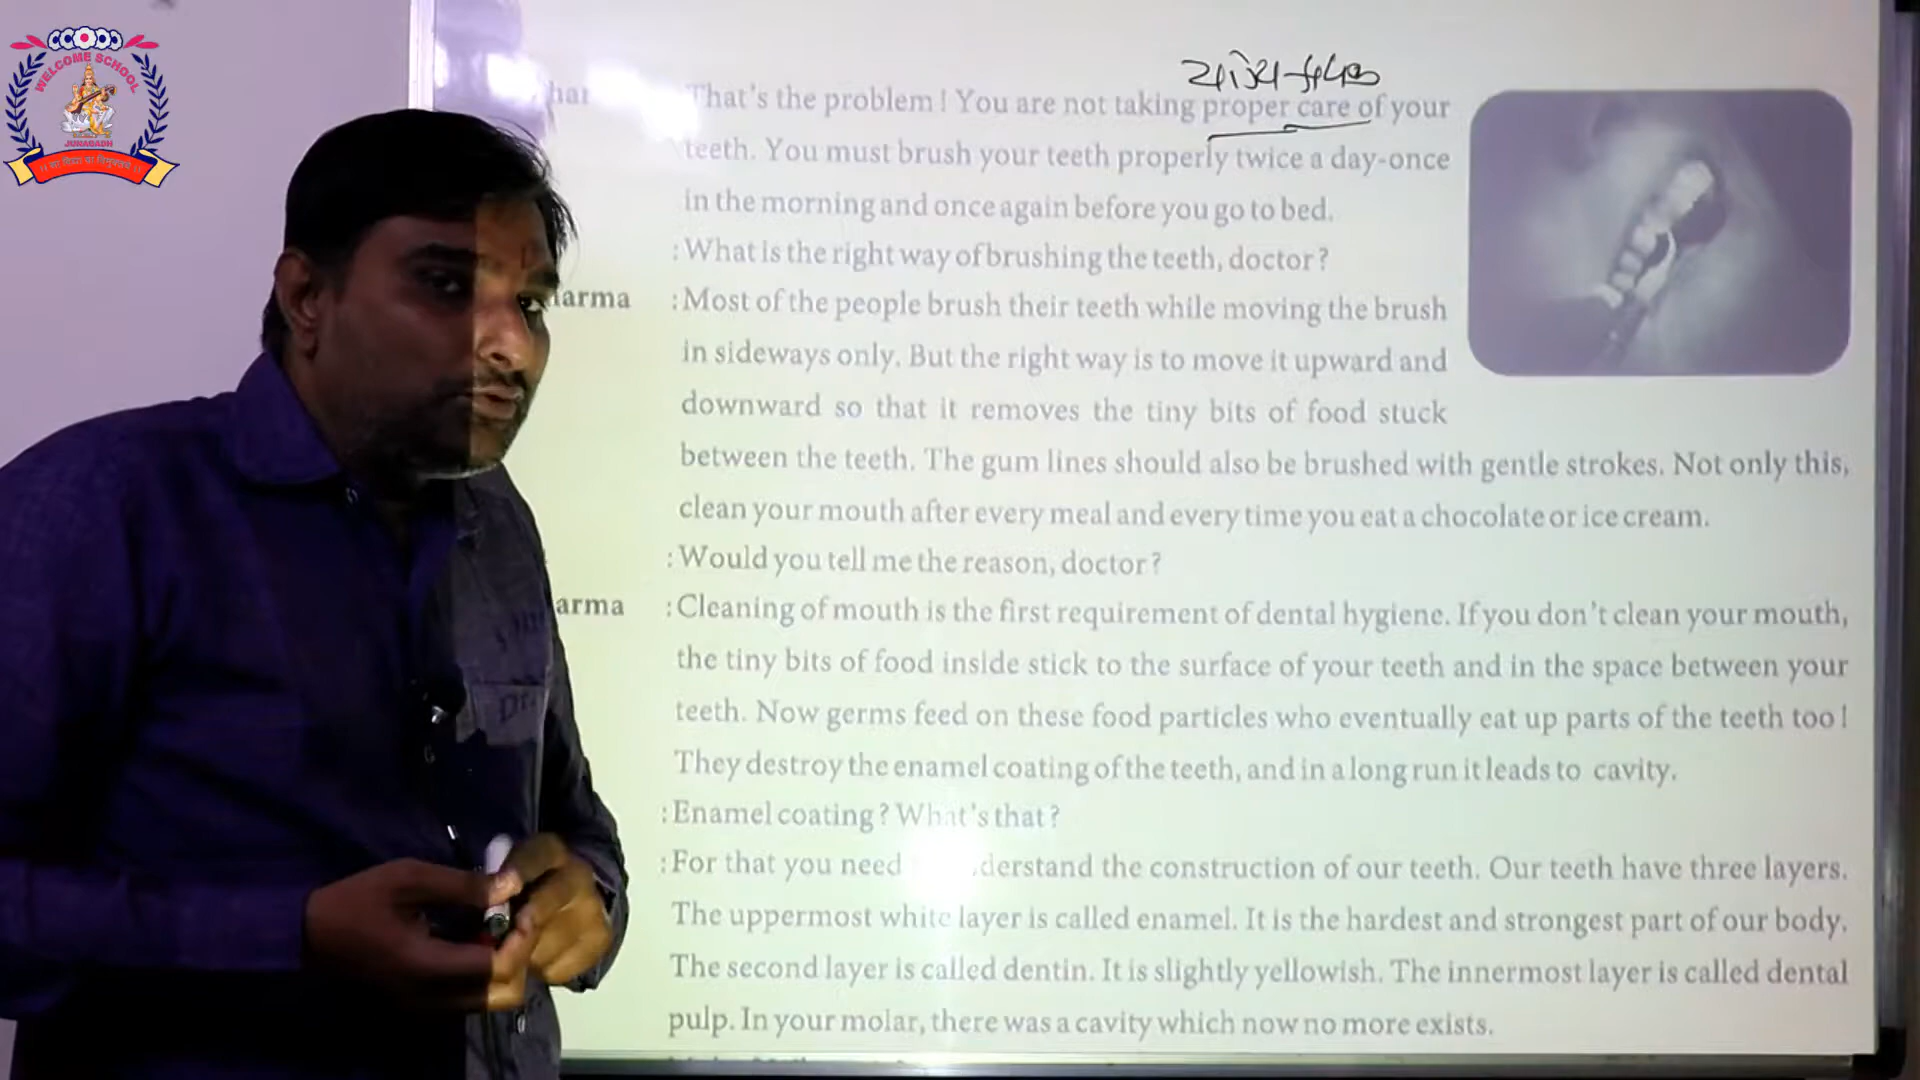 WELCOME SCHOOL
JUNAGADH
har
That's the problem! You are not taking proper care of your
teeth. You must brush your teeth properly twice a day-once
in the morning and once again before you go to bed.
: What is the right way of brushing the teeth, doctor?
harma : Most of the people brush their teeth while moving the brush
in sideways only. But the right way is to move it upward and
downward so that it removes the tiny bits of food stuck
between the teeth. The gum lines should also be brushed with gentle strokes. Not only this,
clean your mouth after every meal and every time you eat a chocolate or ice cream.
: Would you tell me the reason, doctor?
arma : Cleaning of mouth is the first requirement of dental hygiene. If you don't clean your mouth,
the tiny bits of food inside stick to the surface of your teeth and in the space between your
teeth. Now germs feed on these food particles who eventually eat up parts of the teeth too!
They destroy the enamel coating of the teeth, and in a long run it leads to cavity.
: Enamel coating? What's that?
Dr.
: For that you need derstand the construction of our teeth. Our teeth have three layers.
The uppermost white layer is called enamel. It is the hardest and strongest part of our body.
The second layer is called dentin. It is slightly yellowish. The innermost layer is called dental
pulp. In your molar, there was a cavity which now no more exists.